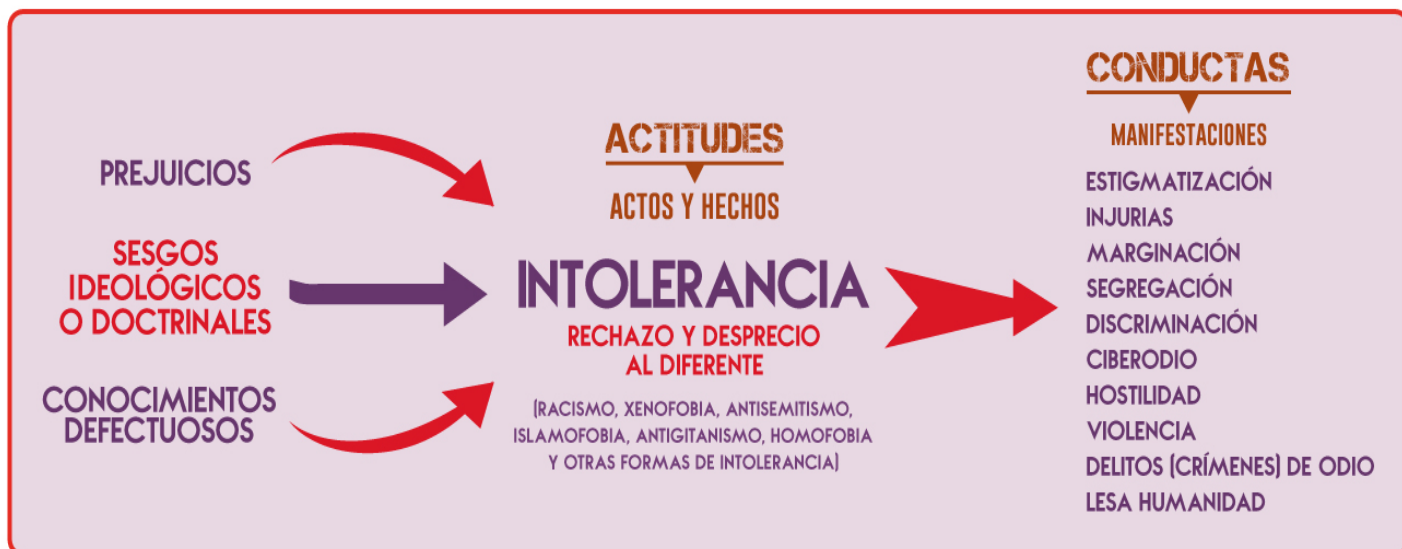 PREJUICIOS
SESGOS
IDEOLÓGICOS
O DOCTRINALES
CONOCIMIENTOS
DEFECTUOSOS
ACTITUDES
ACTOS Y HECHOS
INTOLERANCIA
RECHAZO Y DESPRECIO
AL DIFERENTE
(RACISMO, XENOFOBIA, ANTISEMITISMO,
ISLAMOFOBIA, ANTIGITANISMO, HOMOFOBIA
Y OTRAS FORMAS DE INTOLERANCIA)
CONDUCTAS
MANIFESTACIONES
ESTIGMATIZACIÓN
INJURIAS
MARGINACIÓN
SEGREGACIÓN
DISCRIMINACIÓN
CIBERODIO
HOSTILIDAD
VIOLENCIA
DELITOS (CRÍMENES) DE ODIO
LESA HUMANIDAD